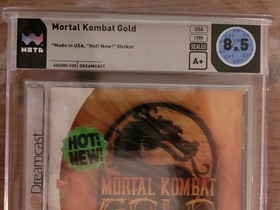 Mortal Kombat Gold
"Made in USA, "Hot! New!" Sticker
DREAMCAST
WATA
USA
1999
SEALED
8.5
A+
HOT!
NEW!
MORTAL KOMBAT
GOLD
Dreamcast